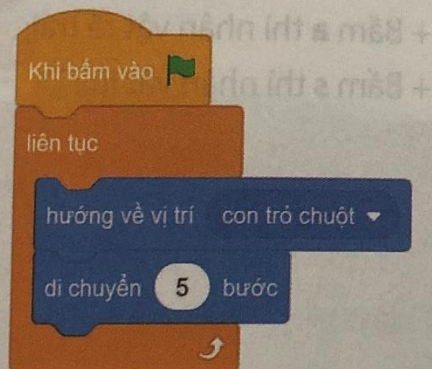 Khi bấm vào
liên tục
hướng về vị trí con trỏ chuột
di chuyển 5 bước